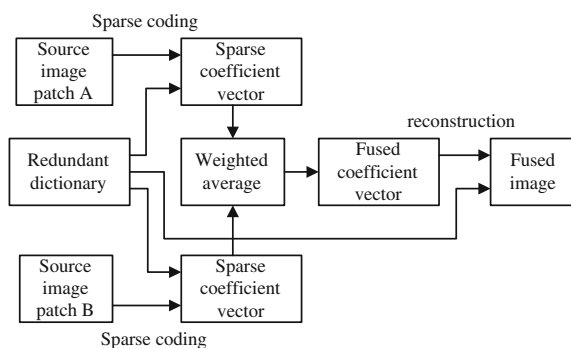 Sparse coding
Source
image
patch A
Sparse
coefficient
vector
reconstruction
Redundant
dictionary
Weighted
average
Fused
coefficient
vector
Fused
image
Source
image
patch B
Sparse
coefficient
vector
Sparse coding